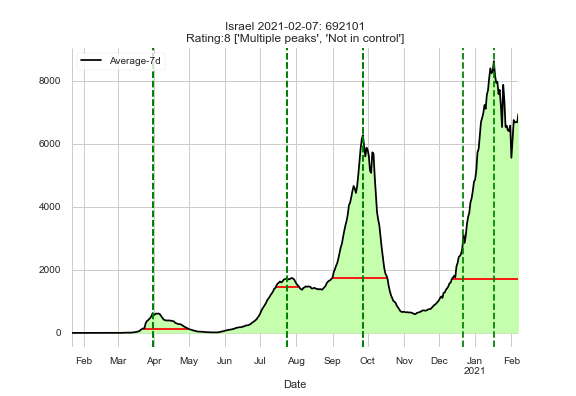 Israel 2021-02-07: 692101
Rating:8 ['Multiple peaks', 'Not in control']
Average-7d
8000
6000
4000
2000
0
Feb Mar Apr May Jun Jul Aug Sep Oct Nov Dec Jan Feb
2021
Date